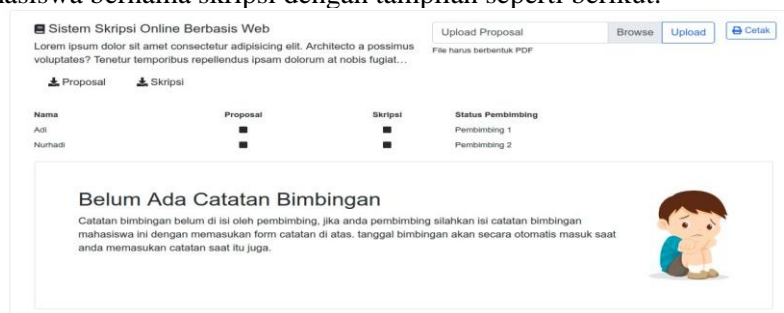 asiswa bernama skripsi dengan tampilan seperti berikut.
Sistem Skripsi Online Berbasis Web
Lorem ipsum dolor sit amet consectetur adipisicing elit. Architecto a possimus
voluptates? Tenetur temporibus repellendus ipsam dolorum at nobis fugiat...
Proposal Skripsi
Upload Proposal Browse Upload Cetak
File harus berbentuk PDF
Nama Proposal Skripsi Status Pembimbing
Adi Pembimbing 1
Nurhadi Pembimbing 2
Belum Ada Catatan Bimbingan
Catatan bimbingan belum di isi oleh pembimbing, jika anda pembimbing silahkan isi catatan bimbingan
mahasiswa ini dengan memasukan form catatan di atas. tanggal bimbingan akan secara otomatis masuk saat
anda memasukan catatan saat itu juga.